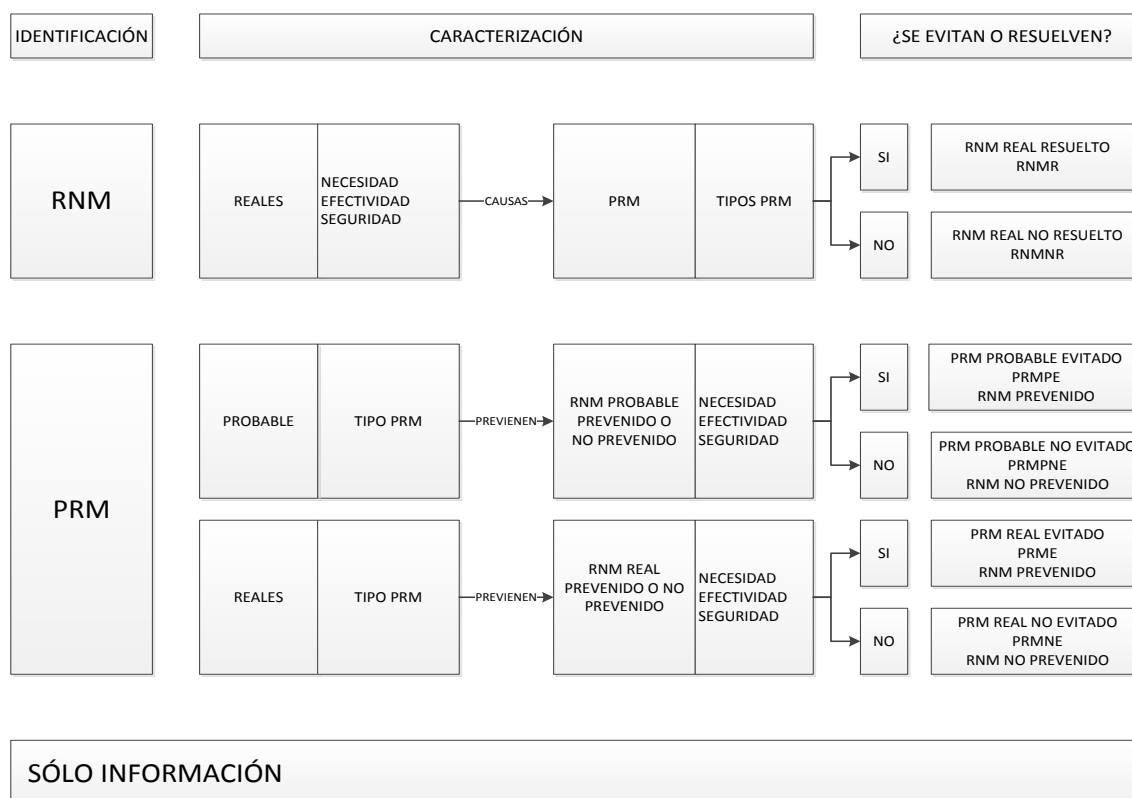 IDENTIFICACIÓN
CARACTERIZACIÓN
¿SE EVITAN O RESUELVEN?
RNM
REALES
NECESIDAD
EFECTIVIDAD
SEGURIDAD
CAUSAS
PRM
TIPOS PRM
SI
RNM REAL RESUELTO
RNMR
NO
RNM REAL NO RESUELTO
RNMNR
PRM
PROBABLE
TIPO PRM
PREVIENEN
RNM PROBABLE
PREVENIDO O
NO PREVENIDO
NECESIDAD
EFECTIVIDAD
SEGURIDAD
SI
PRM PROBABLE EVITADO
PRMPE
RNM PREVENIDO
NO
PRM PROBABLE NO EVITADO
PRMPNE
RNM NO PREVENIDO
REALES
TIPO PRM
PREVIENEN
RNM REAL
PREVENIDO O NO
PREVENIDO
NECESIDAD
EFECTIVIDAD
SEGURIDAD
SI
PRM REAL EVITADO
PRME
RNM PREVENIDO
NO
PRM REAL NO EVITADO
PRMNE
RNM NO PREVENIDO
SÓLO INFORMACIÓN